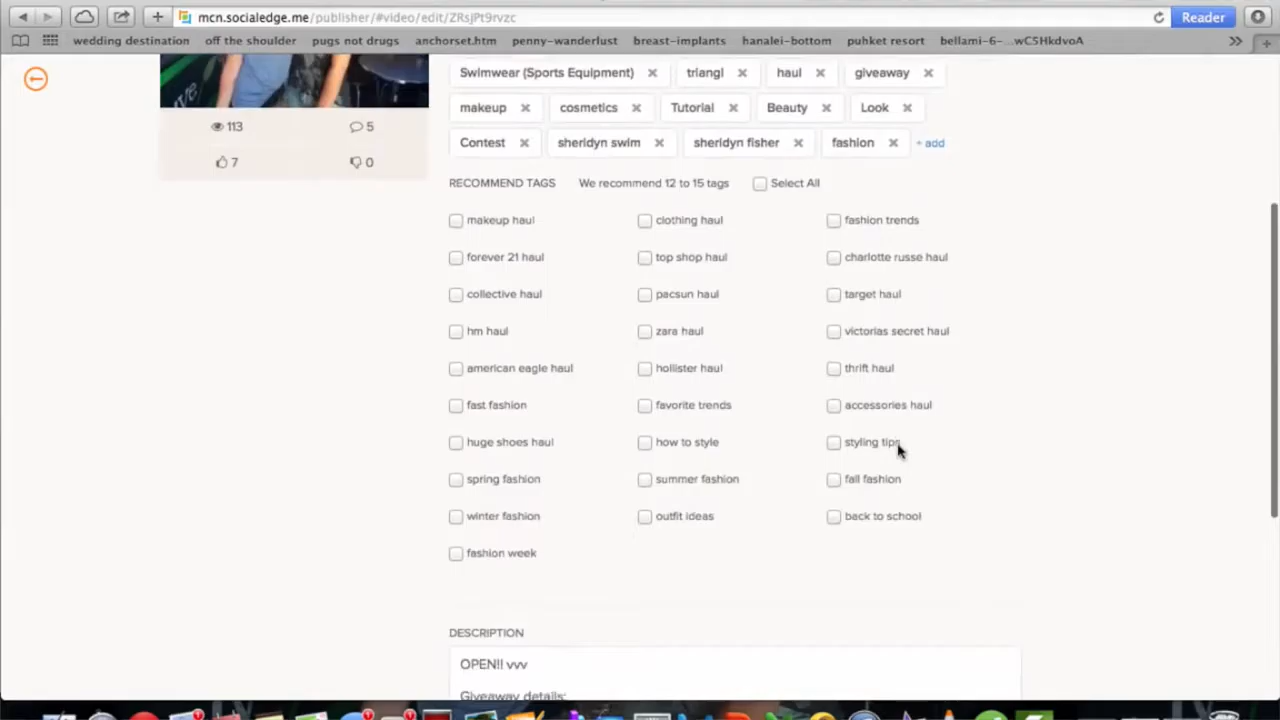 mcn.socialedge.me/publisher/#video/edit/ZRsjPt9rvzc
Reader
wedding destination off the shoulder pugs not drugs anchorset.htm penny-wanderlust breast-implants hanalei-bottom puhket resort bellami-6-...wC5HkdvoA
Swimwear (Sports Equipment) triangl haul giveaway
makeup cosmetics Tutorial Beauty Look
113 5
Contest sheridyn swim sheridyn fisher fashion + add
7 0
RECOMMEND TAGS We recommend 12 to 15 tags Select All
makeup haul clothing haul fashion trends
forever 21 haul top shop haul charlotte russe haul
collective haul pacsun haul target haul
hm haul zara haul victorias secret haul
american eagle haul hollister haul thrift haul
fast fashion favorite trends accessories haul
huge shoes haul how to style styling tips
spring fashion summer fashion fall fashion
winter fashion outfit ideas back to school
fashion week
DESCRIPTION
OPEN!! vvv
Giveaway details: